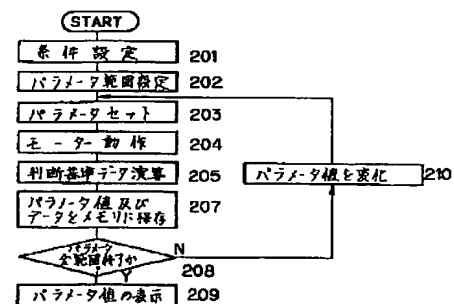 START
条件設定 201
パラメータ範囲設定 202
パラメータセット 203
モーター動作 204
判断基準データ演算 205
パラメータ値を変化 210
パラメータ値及び
データをメモリに保存 207
パラメータ
全範囲終了か
N
208
Y
パラメータ値の表示 209